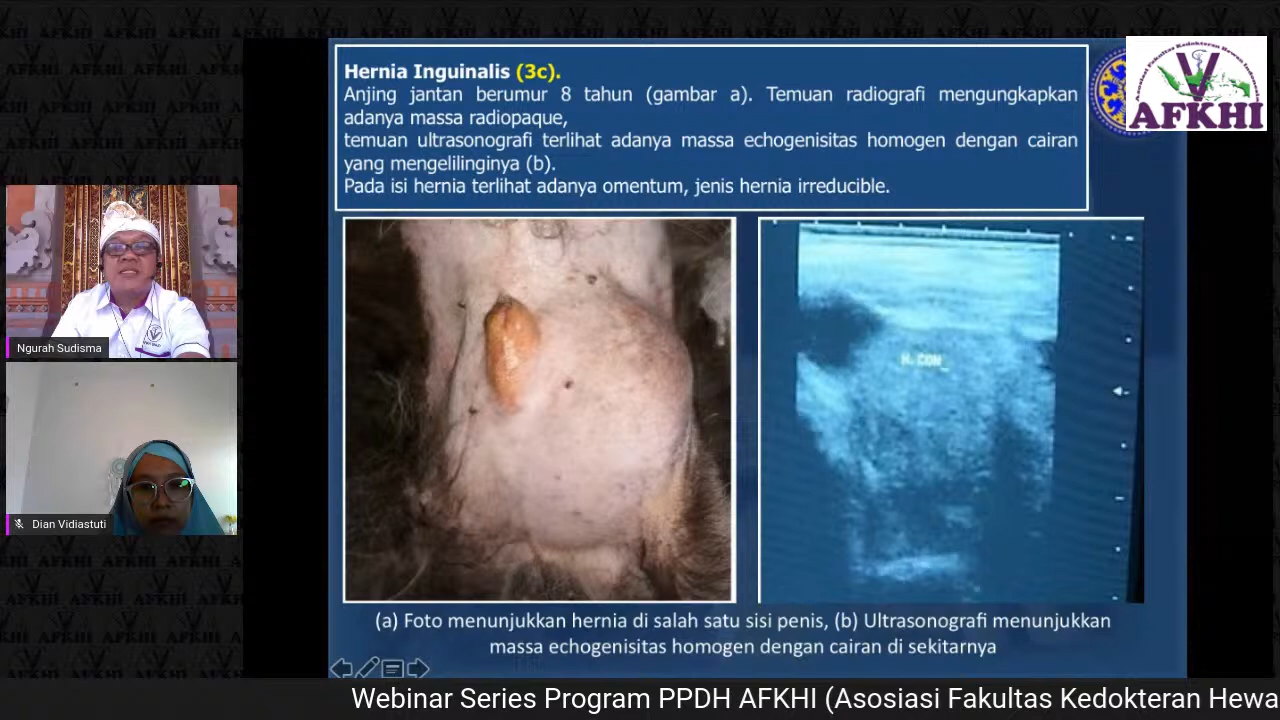 Hernia Inguinalis (3c).
Anjing jantan berumur 8 tahun (gambar a). Temuan radiografi mengungkapkan
adanya massa radiopaque,
temuan ultrasonografi terlihat adanya massa echogenisitas homogen dengan cairan
yang mengelilinginya (b).
Pada isi hernia terlihat adanya omentum, jenis hernia irreducible.
AFKHI
Ngurah Sudisma
Dian Vidiastuti
(a) Foto menunjukkan hernia di salah satu sisi penis, (b) Ultrasonografi menunjukkan
massa echogenisitas homogen dengan cairan di sekitarnya
Webinar Series Program PPDH AFKHI (Asosiasi Fakultas Kedokteran Hewa